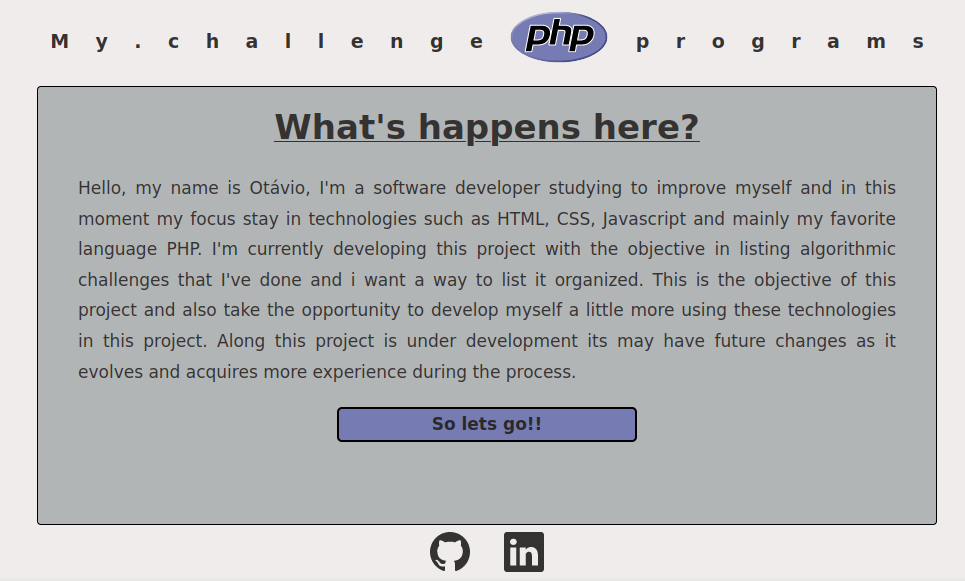 My.challenge php programs
What's happens here?
Hello, my name is Otávio, I'm a software developer studying to improve myself and in this
moment my focus stay in technologies such as HTML, CSS, Javascript and mainly my favorite
language PHP. I'm currently developing this project with the objective in listing algorithmic
challenges that I've done and i want a way to list it organized. This is the objective of this
project and also take the opportunity to develop myself a little more using these technologies
in this project. Along this project is under development its may have future changes as it
evolves and acquires more experience during the process.
So lets go!!
in